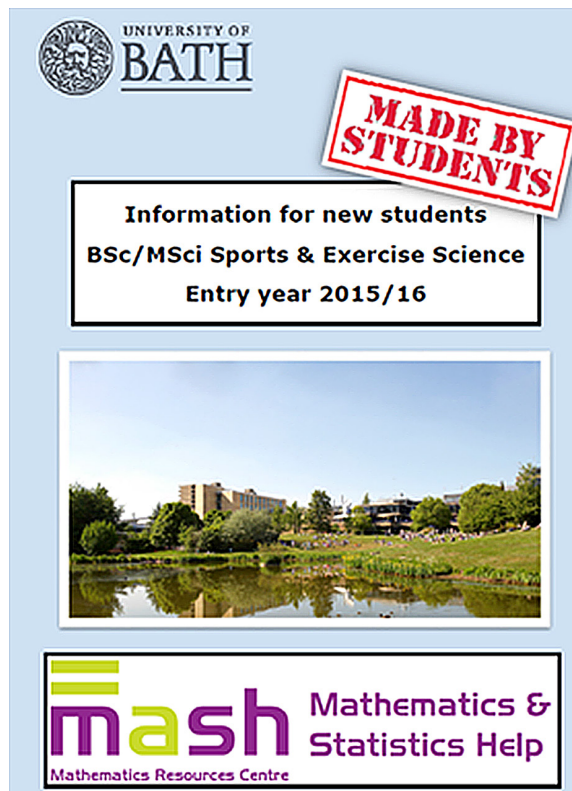 UNIVERSITY OF
BATH
MADE BY
STUDENTS
Information for new students
BSc/MSci Sports & Exercise Science
Entry year 2015/16
mash
Mathematics Resources Centre
Mathematics &
Statistics Help